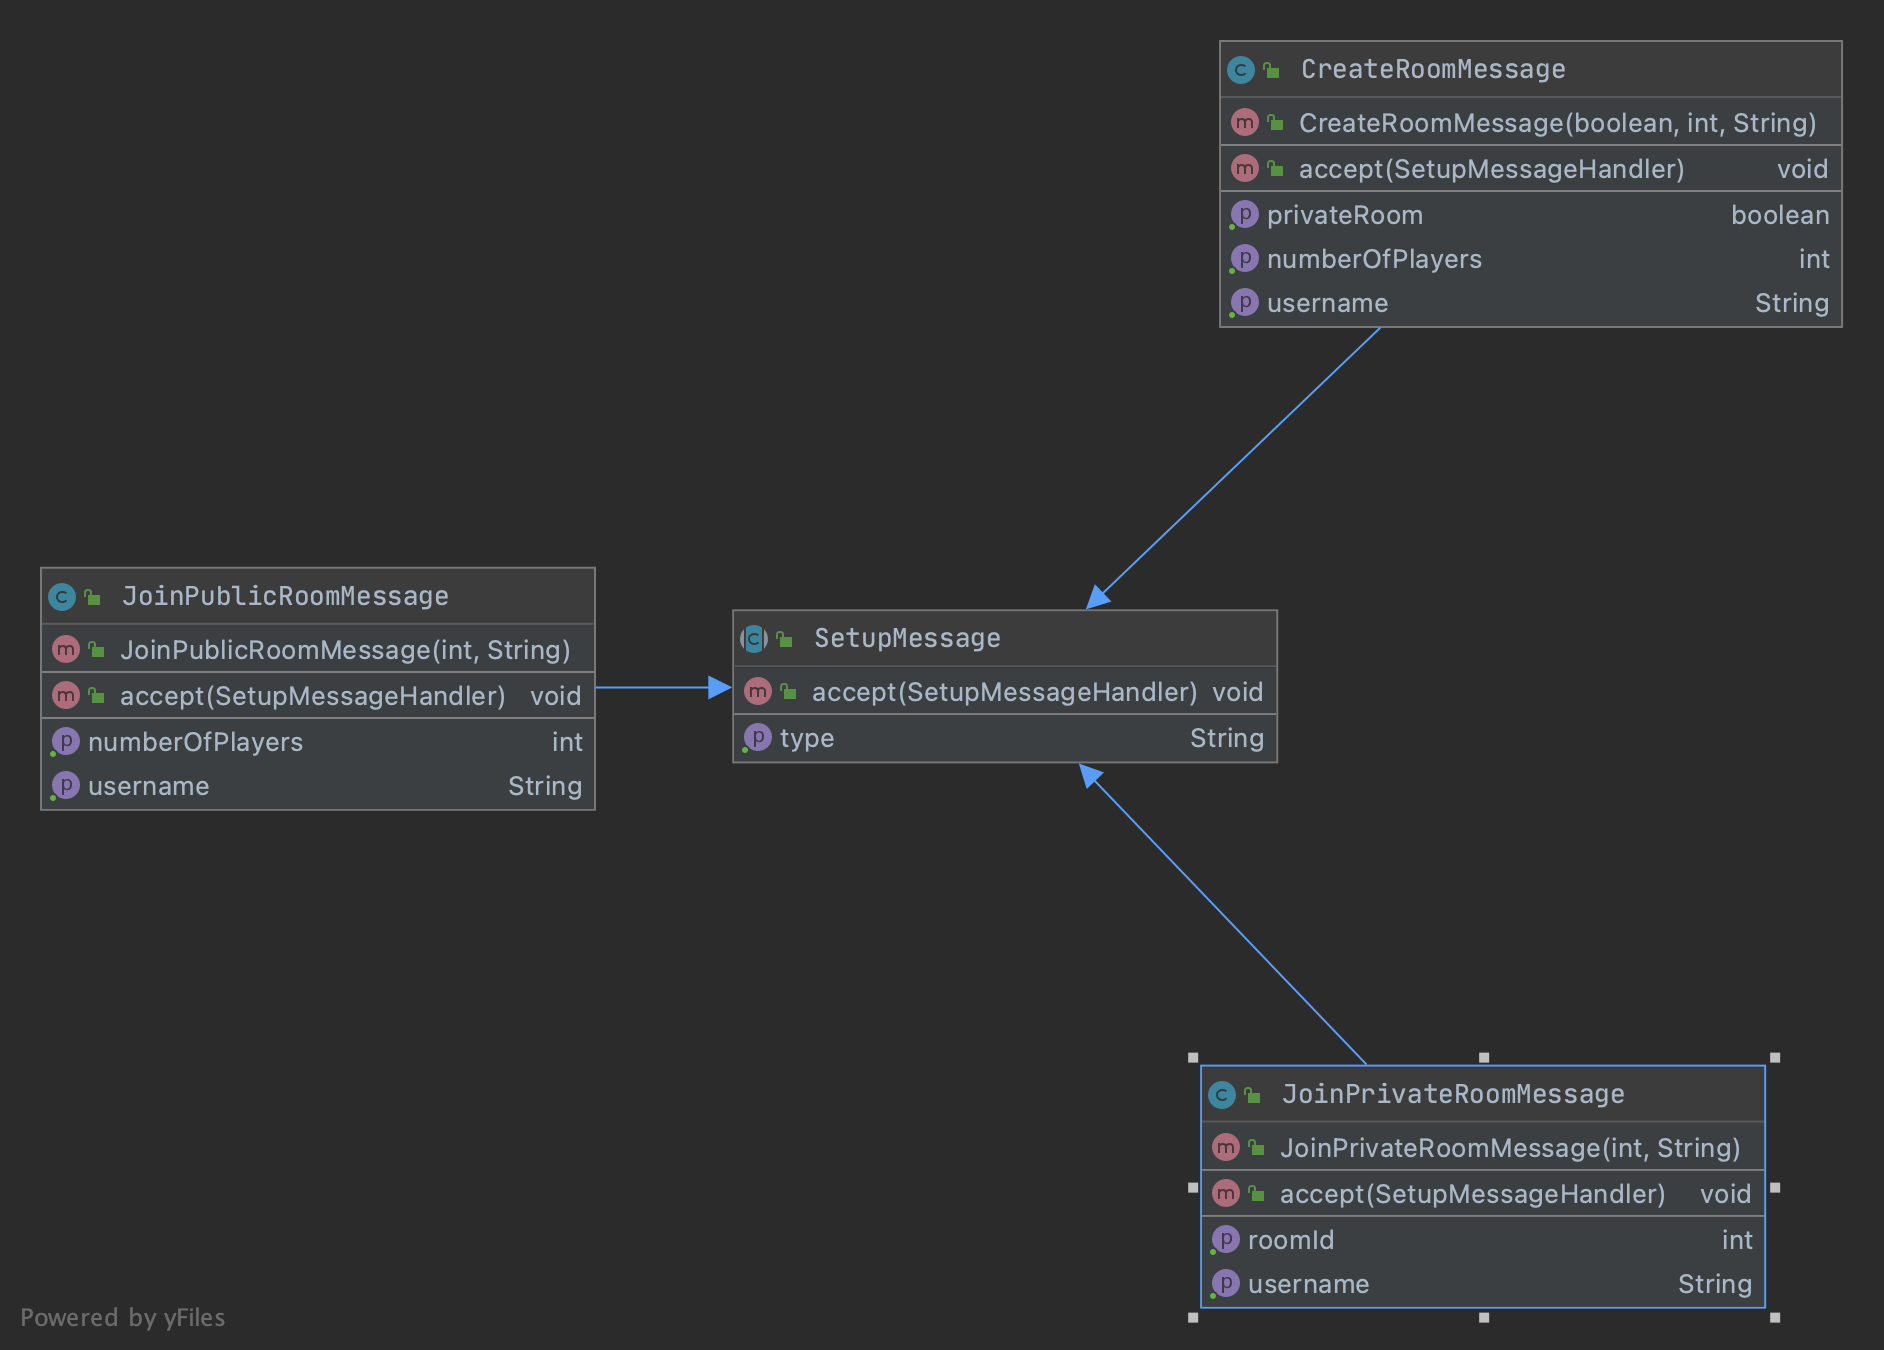 CreateRoomMessage
CreateRoomMessage(boolean, int, String)
accept(SetupMessageHandler) void
privateRoom boolean
numberOfPlayers int
username String
JoinPublicRoomMessage
JoinPublicRoomMessage(int, String)
accept(SetupMessageHandler) void
numberOfPlayers int
username String
SetupMessage
accept(SetupMessageHandler) void
type String
JoinPrivateRoomMessage
JoinPrivateRoomMessage(int, String)
accept(SetupMessageHandler) void
roomId int
username String
Powered by yFiles